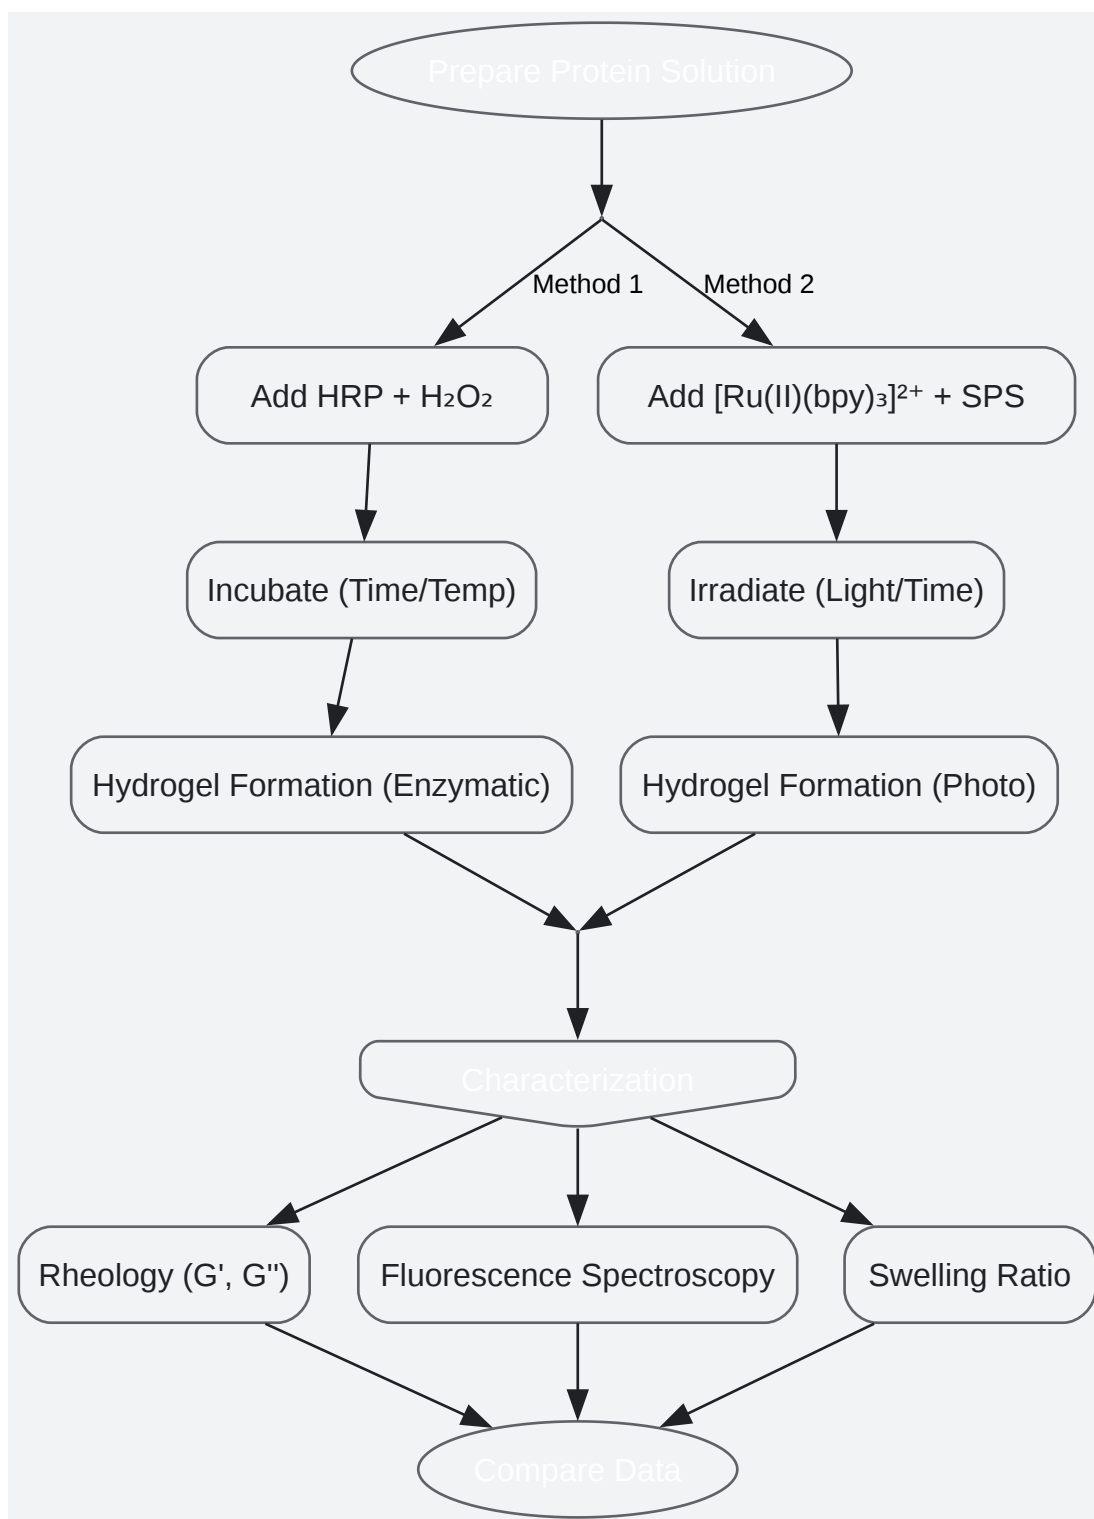 Prepare Protein Solution
Method 1
Method 2
Add HRP + H₂O₂
Add [Ru(II)(bpy)₃]²⁺ + SPS
Incubate (Time/Temp)
Irradiate (Light/Time)
Hydrogel Formation (Enzymatic)
Hydrogel Formation (Photo)
Characterization
Rheology (G', G'')
Fluorescence Spectroscopy
Swelling Ratio
Compare Data